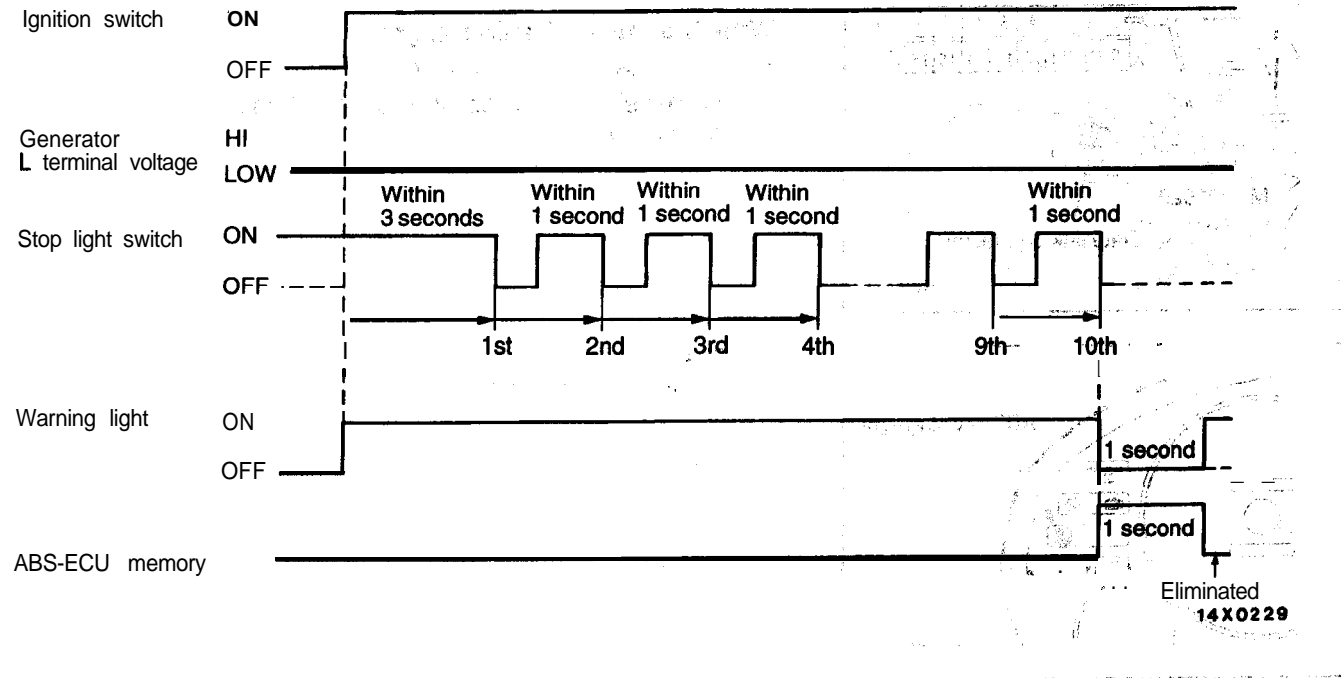 Ignition switch
ON
OFF
Generator
L terminal voltage
HI
LOW
Within
3 seconds
Within
1 second
Within
1 second
Within
1 second
Within
1 second
Stop light switch
ON
OFF
1st
2nd
3rd
4th
9th
10th
Warning light
ON
OFF
1 second
1 second
ABS-ECU memory
Eliminated
14X0229